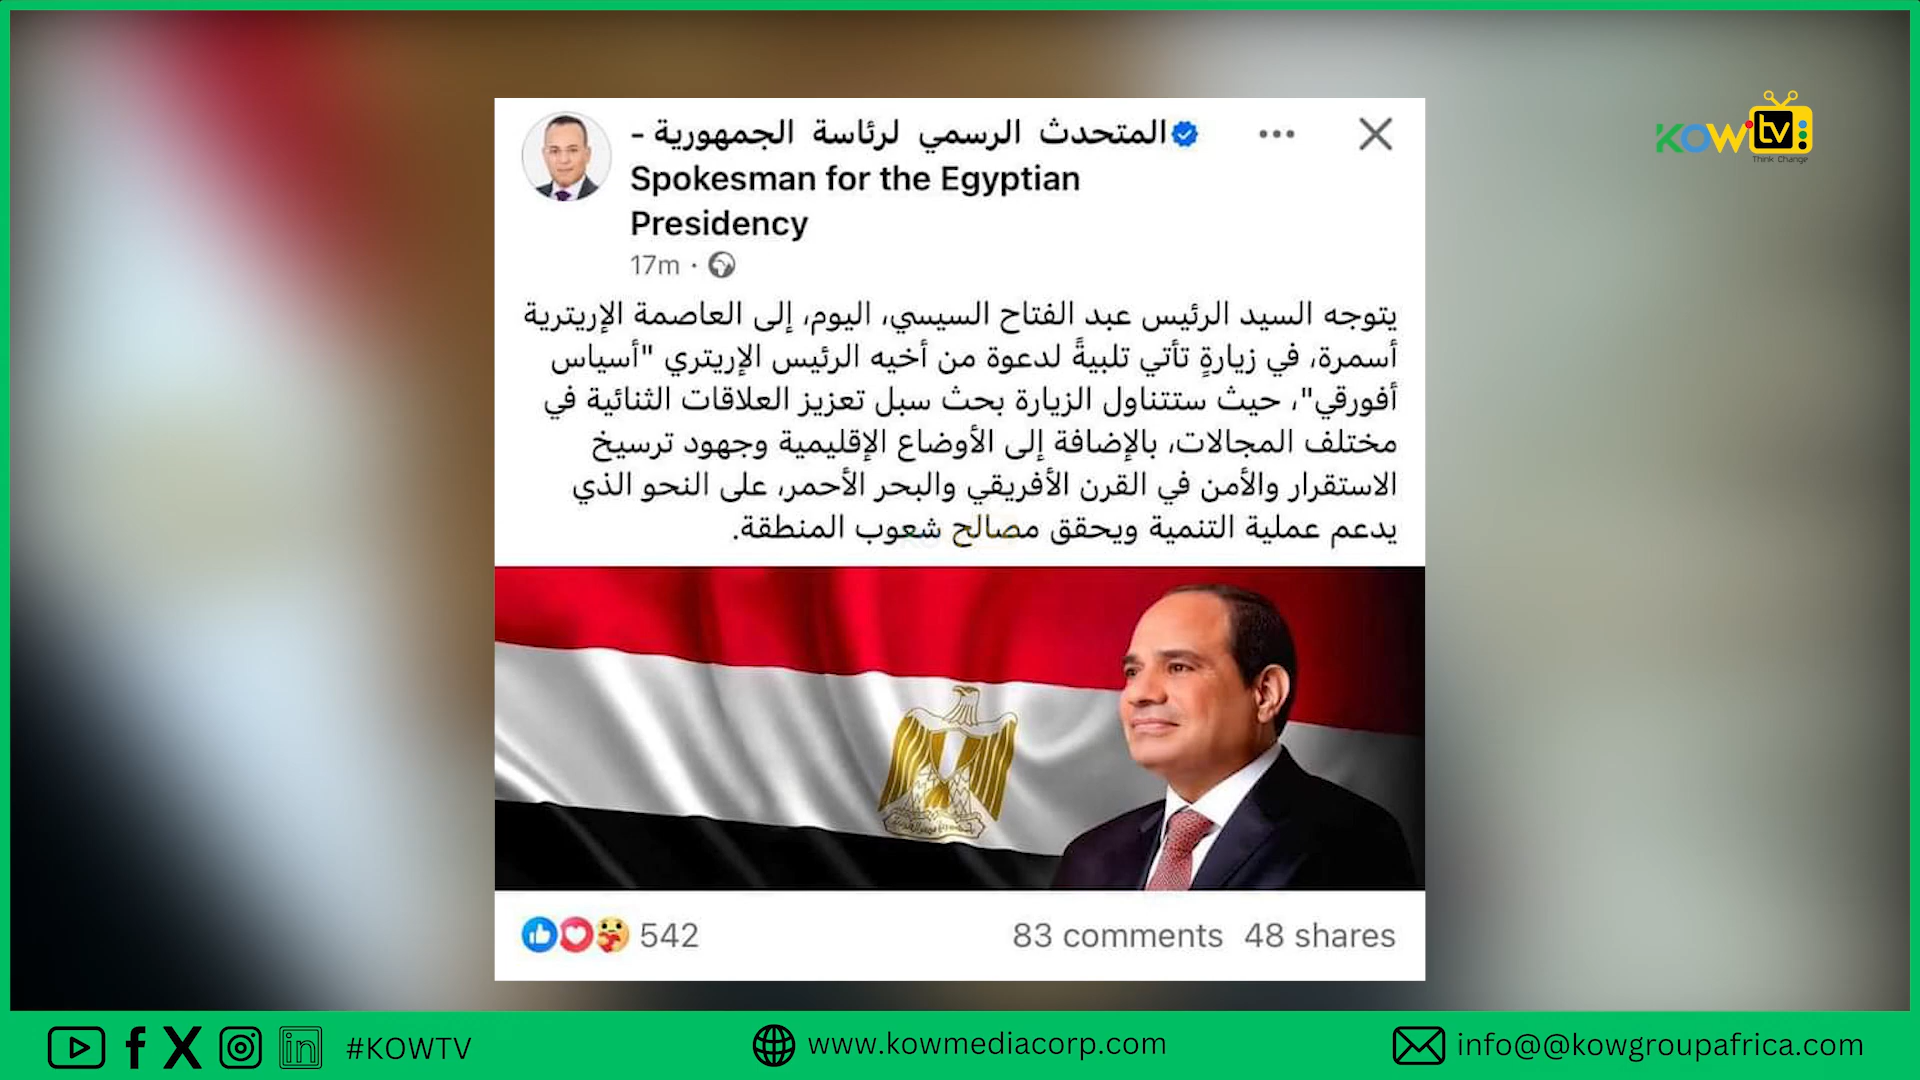 المتحدث الرسمي لرئاسة الجمهورية -
Spokesman for the Egyptian
Presidency
17m ·
يتوجه السيد الرئيس عبد الفتاح السيسي، اليوم، إلى العاصمة الإريترية
أسمرة، في زيارةٍ تأتي تلبيةً لدعوة من أخيه الرئيس الإريتري "أسياس
أفورقي"، حيث ستتناول الزيارة بحث سبل تعزيز العلاقات الثنائية في
مختلف المجالات، بالإضافة إلى الأوضاع الإقليمية وجهود ترسيخ
الاستقرار والأمن في القرن الأفريقي والبحر الأحمر، على النحو الذي
يدعم عملية التنمية ويحقق مصالح شعوب المنطقة.
542
83 comments 48 shares
KOW tv
Think Change
#KOWTV
www.kowmediacorp.com
info@@kowgroupafrica.com